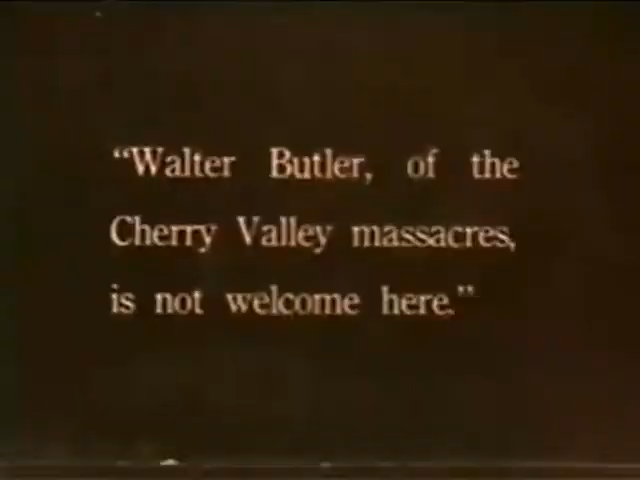 “Walter Butler, of the
Cherry Valley massacres,
is not welcome here.”